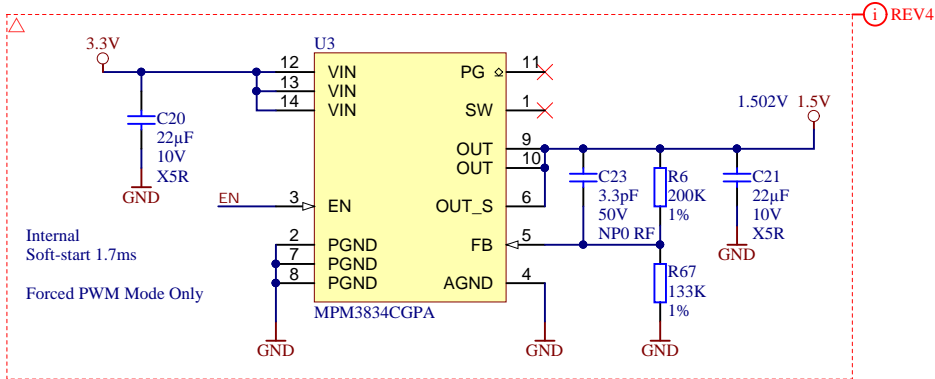 i REV4
3.3V
U3
12 VIN
13 VIN
14 VIN
PG 11
SW 1
OUT 9
OUT 10
OUT_S 6
FB 5
AGND 4
EN 3 EN
2 PGND
7 PGND
8 PGND
MPM3834CGPA
C20
22µF
10V
X5R
GND
Internal
Soft-start 1.7ms
Forced PWM Mode Only
GND
GND
1.502V 1.5V
C23
3.3pF
50V
NP0 RF
R6
200K
1%
C21
22µF
10V
X5R
GND
R67
133K
1%
GND